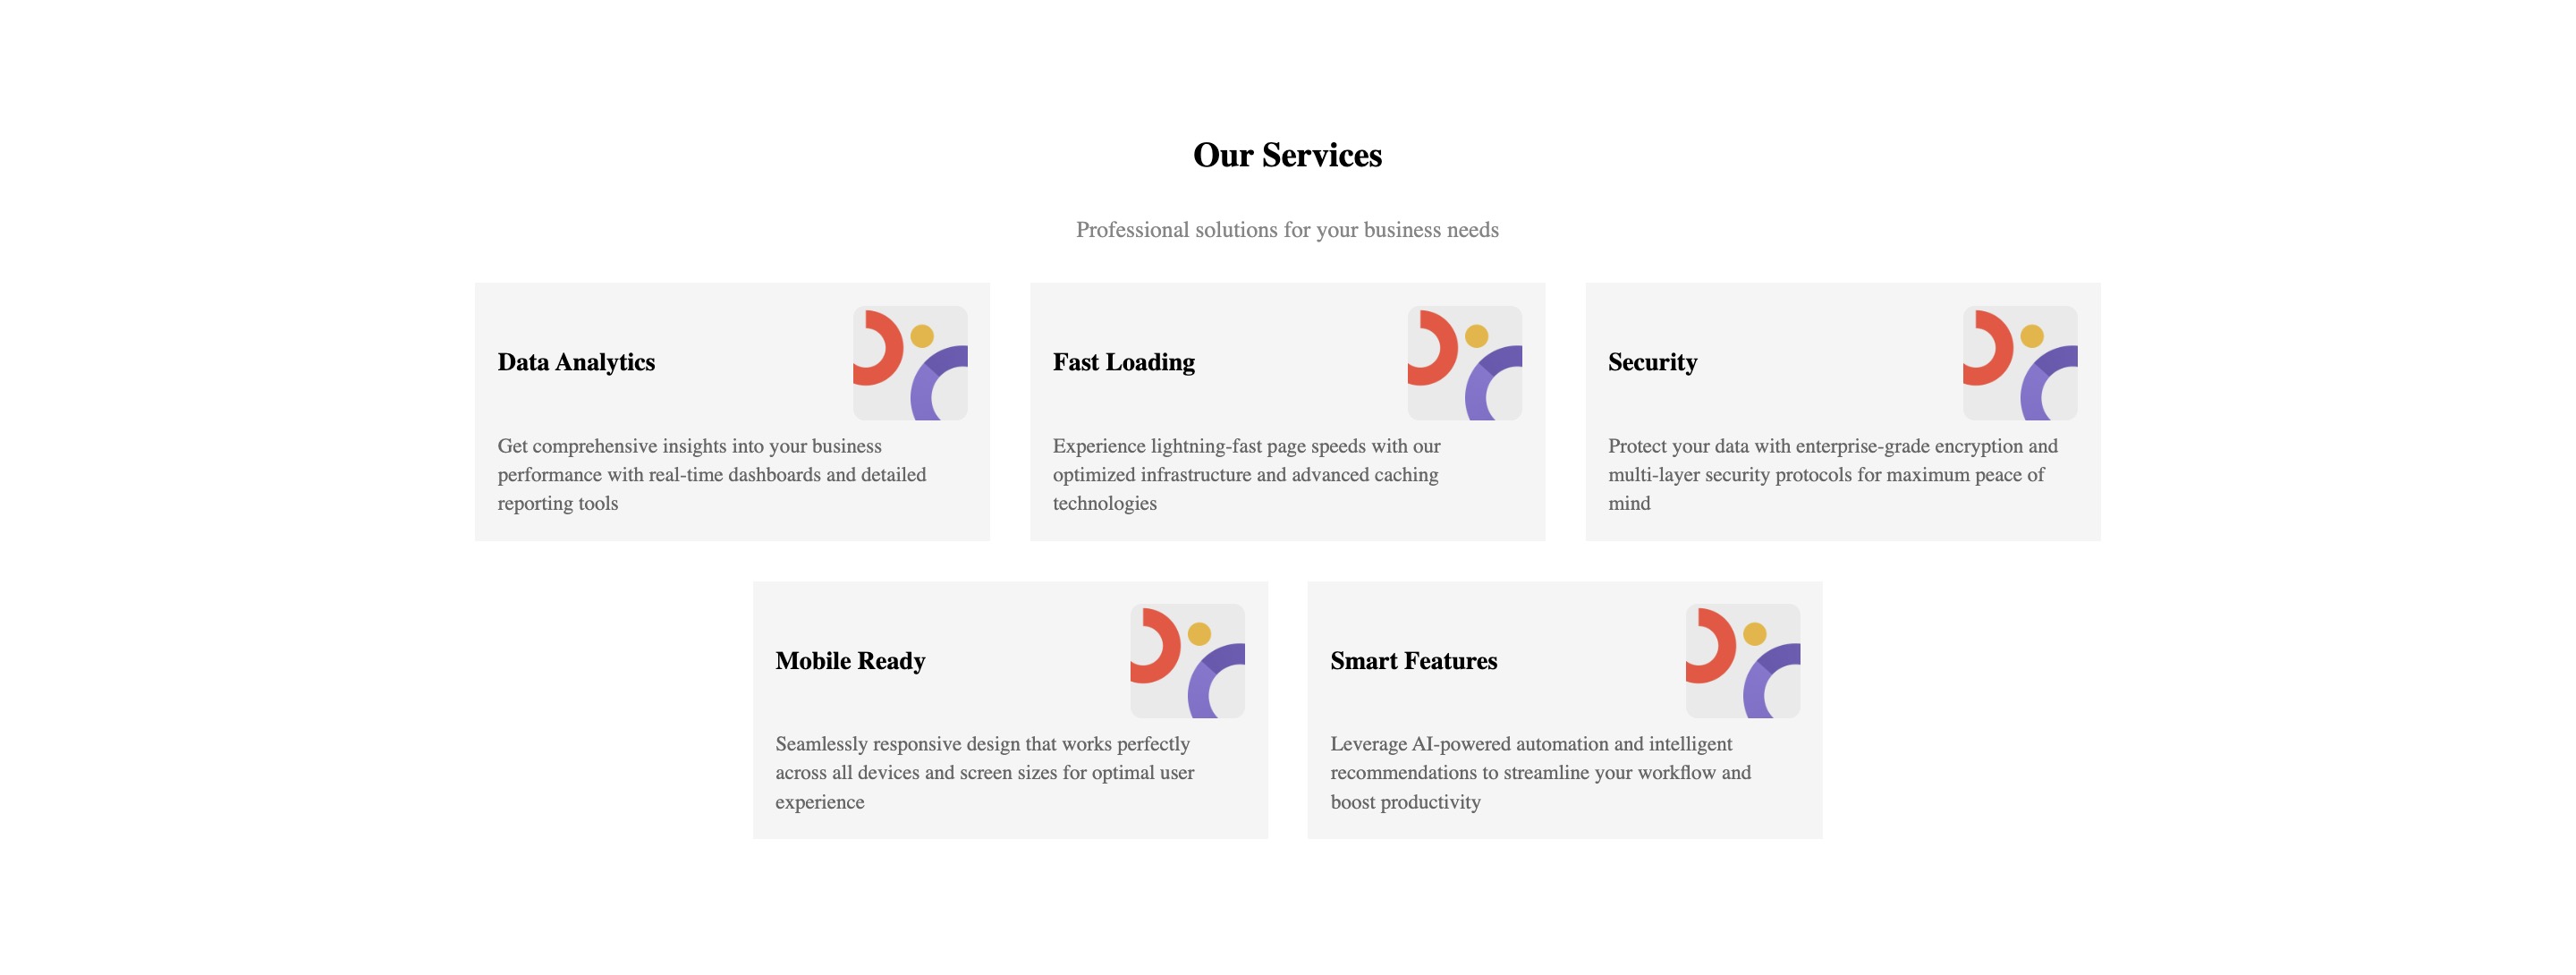 Our Services
Professional solutions for your business needs
Data Analytics
Get comprehensive insights into your business
performance with real-time dashboards and detailed
reporting tools
Fast Loading
Experience lightning-fast page speeds with our
optimized infrastructure and advanced caching
technologies
Security
Protect your data with enterprise-grade encryption and
multi-layer security protocols for maximum peace of
mind
Mobile Ready
Seamlessly responsive design that works perfectly
across all devices and screen sizes for optimal user
experience
Smart Features
Leverage AI-powered automation and intelligent
recommendations to streamline your workflow and
boost productivity